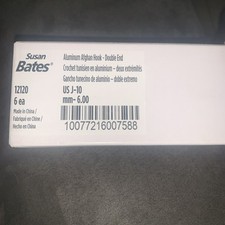 Susan
Bates®
12120
6 ea
Made in China /
Fabriqué en Chine /
Hecho en China
Aluminum Afghan Hook - Double End
Crochet tunisien en aluminium - deux extrémités
Gancho tunecino de aluminio - doble extremo
US J-10
mm- 6.00
10077216007588